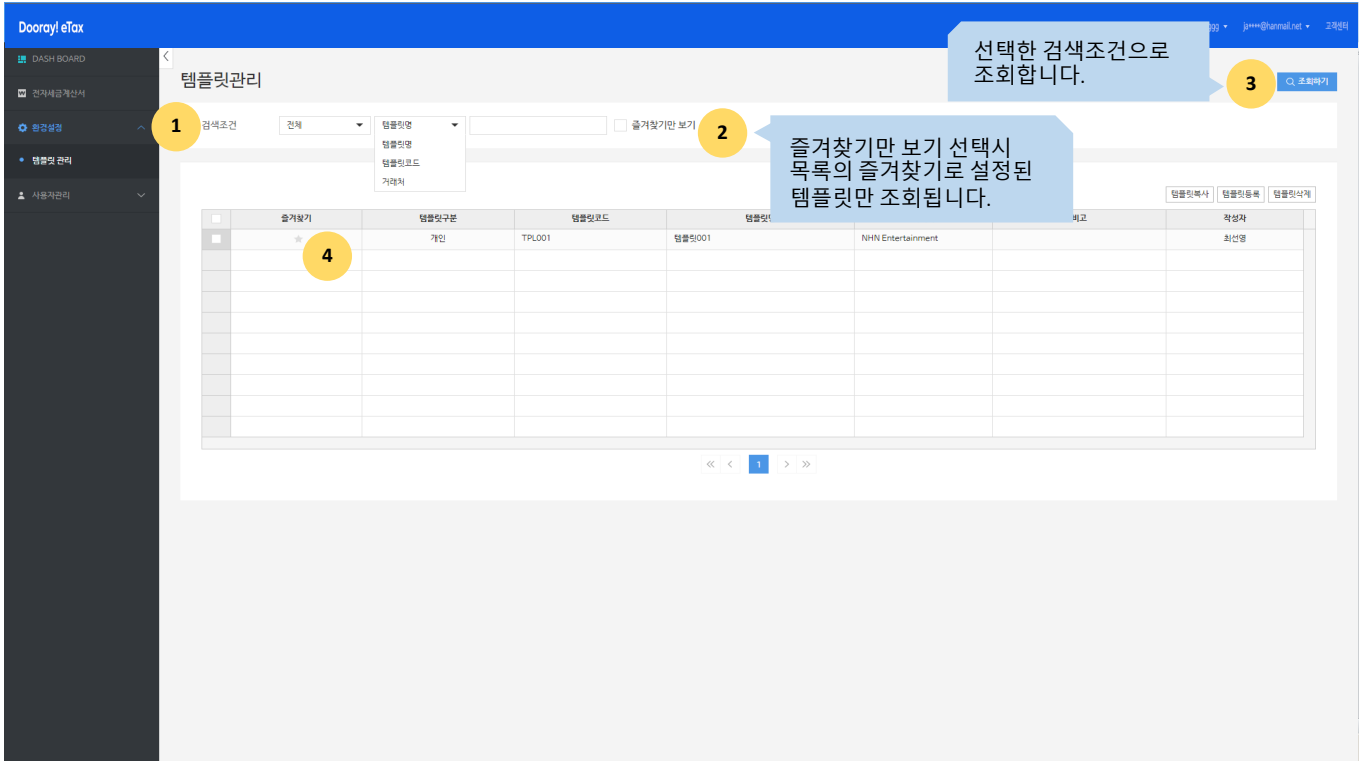 Dooray! eTax
ggg
ja****@hanmail.net
고객센터
DASH BOARD
전자세금계산서
환경설정
템플릿 관리
사용자관리
템플릿관리
선택한 검색조건으로
조회합니다.
3
조회하기
1
검색조건
전체
템플릿명
즐겨찾기만 보기
2
템플릿명
템플릿코드
거래처
즐겨찾기만 보기 선택시
목록의 즐겨찾기로 설정된
템플릿만 조회됩니다.
템플릿복사
템플릿등록
템플릿삭제
즐겨찾기
템플릿구분
템플릿코드
비고
작성자
개인
TPL001
템플릿001
NHN Entertainment
최선영
4
1